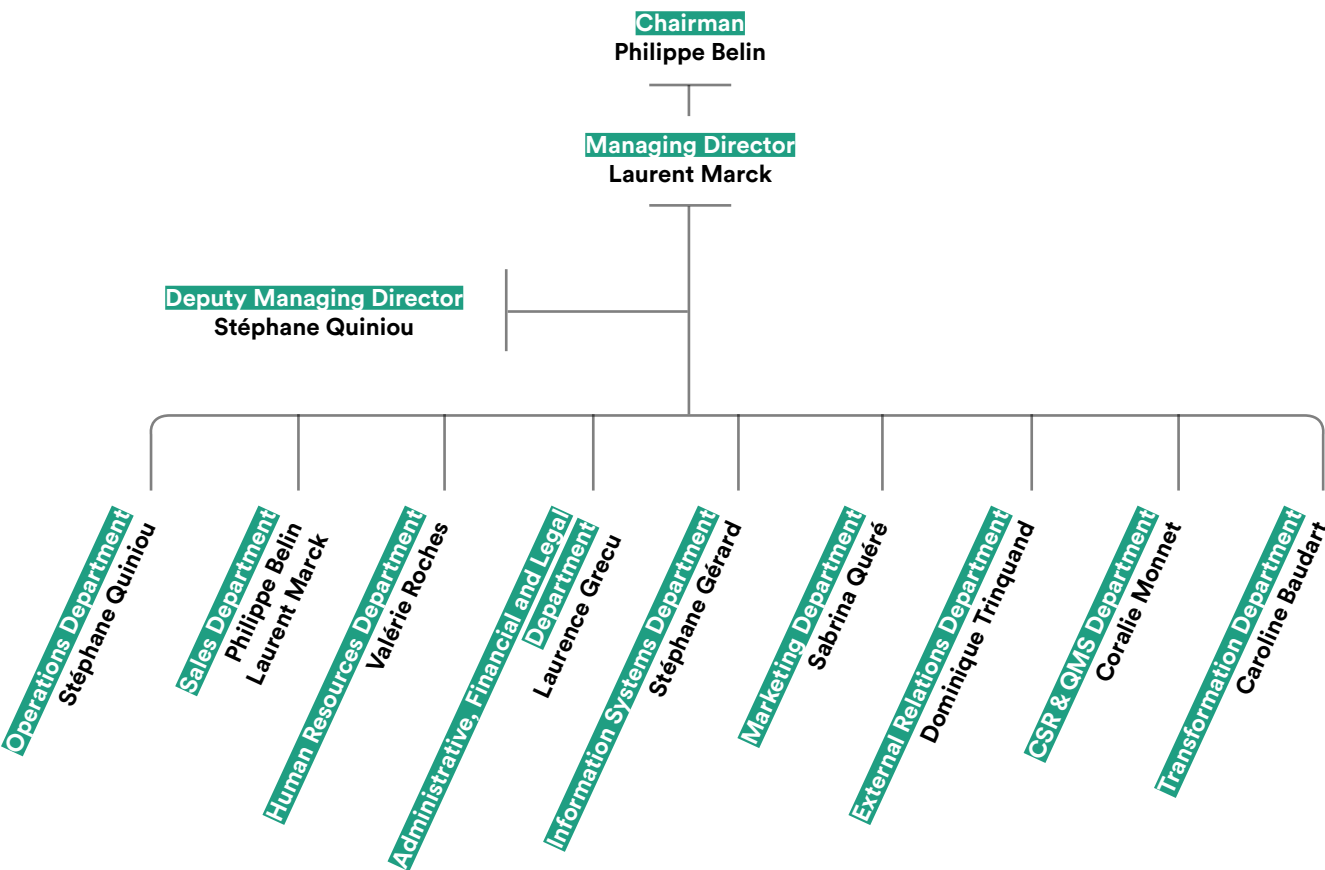 Chairman
Philippe Belin
Managing Director
Laurent Marck
Deputy Managing Director
Stéphane Quiniou
Operations Department
Stéphane Quiniou
Sales Department
Philippe Belin
Laurent Marck
Human Resources Department
Valérie Roches
Administrative, Financial and Legal
Department
Laurence Grecu
Information Systems Department
Stéphane Gérard
Marketing Department
Sabrina Quéré
External Relations Department
Dominique Trinquand
CSR & QMS Department
Coralie Monnet
Transformation Department
Caroline Baudart